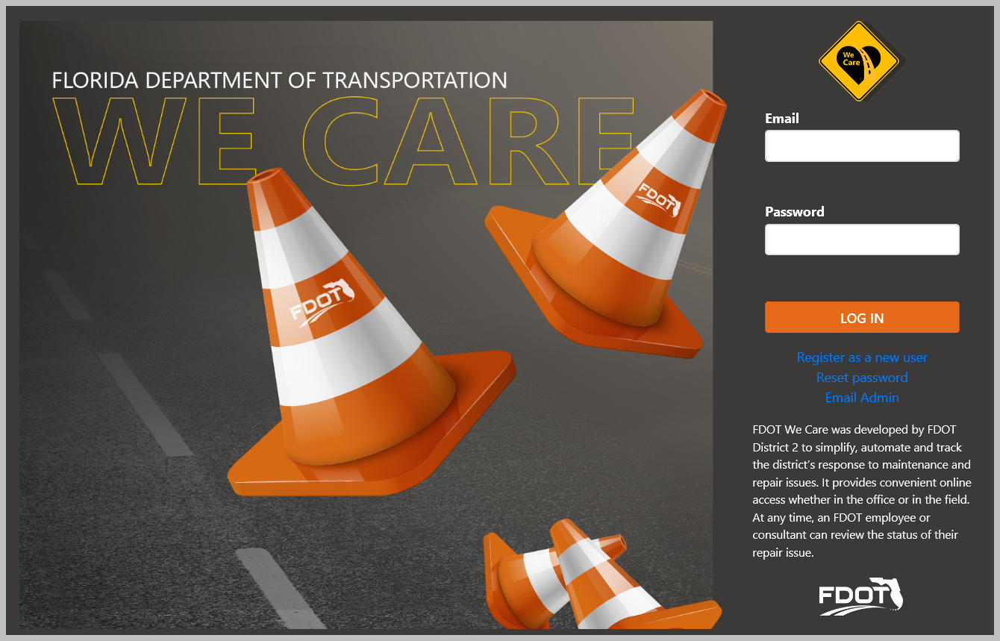 FLORIDA DEPARTMENT OF TRANSPORTATION
WE CARE
FDOT
FDOT
We
Care
Email
Password
LOG IN
Register as a new user
Reset password
Email Admin
FDOT We Care was developed by FDOT
District 2 to simplify, automate and track
the district’s response to maintenance and
repair issues. It provides convenient online
access whether in the office or in the field.
At any time, an FDOT employee or
consultant can review the status of their
repair issue.
FDOT